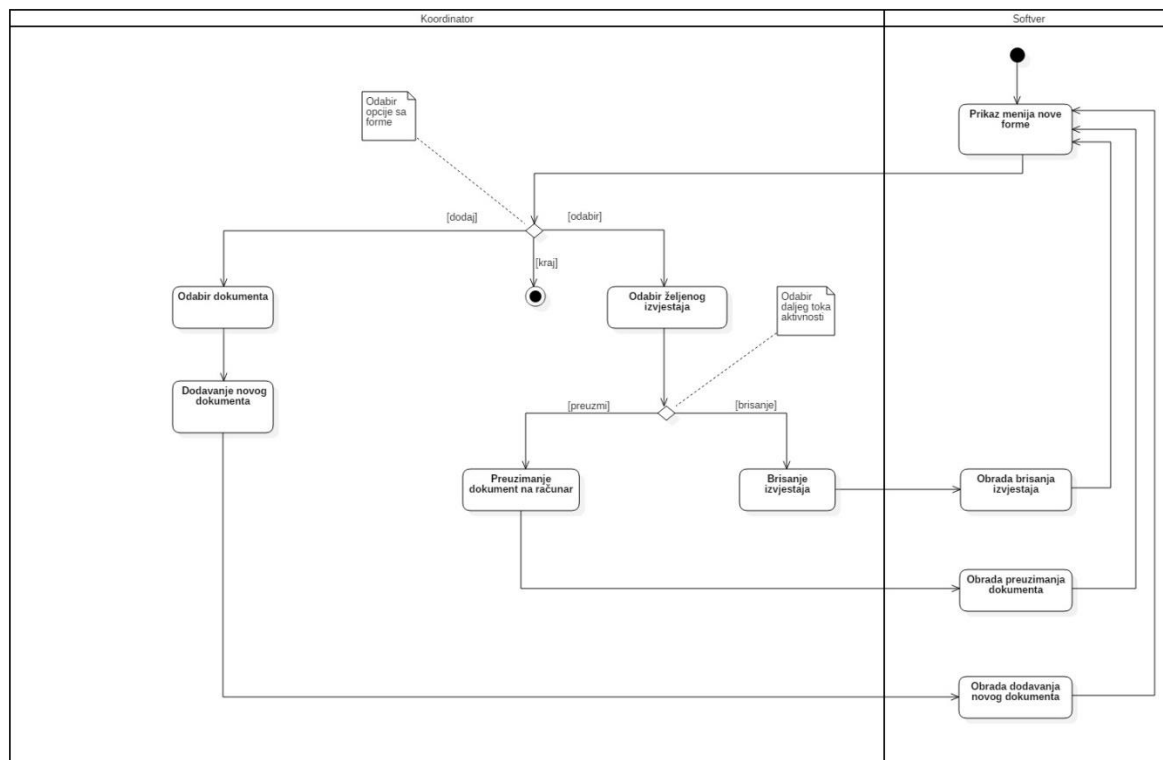 Koordinator
Softver
Odabir
opcije sa
forme
Prikaz menija nove
forme
[dodaj]
[odabir]
[kraj]
Odabir dokumenta
Odabir željenog
izvjestaja
Odabir
daljeg toka
aktivnosti
Dodavanje novog
dokumenta
[preuzmi]
[brisanje]
Preuzimanje
dokument na računar
Brisanje
izvjestaja
Obrada brisanja
izvjestaja
Obrada preuzimanja
dokumenta
Obrada dodavanja
novog dokumenta